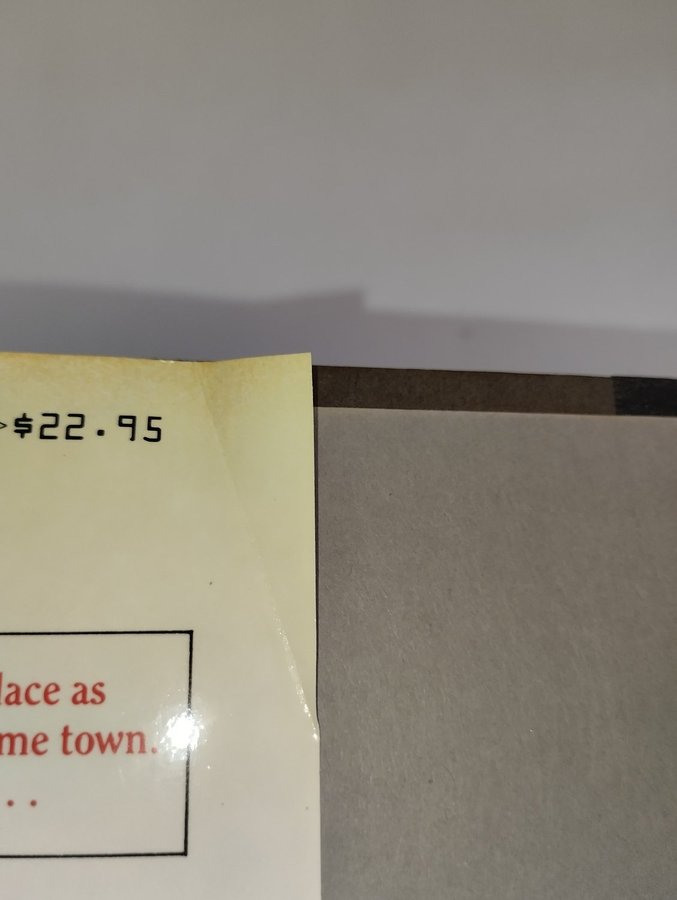 >$22.95
lace as
me town.
. .